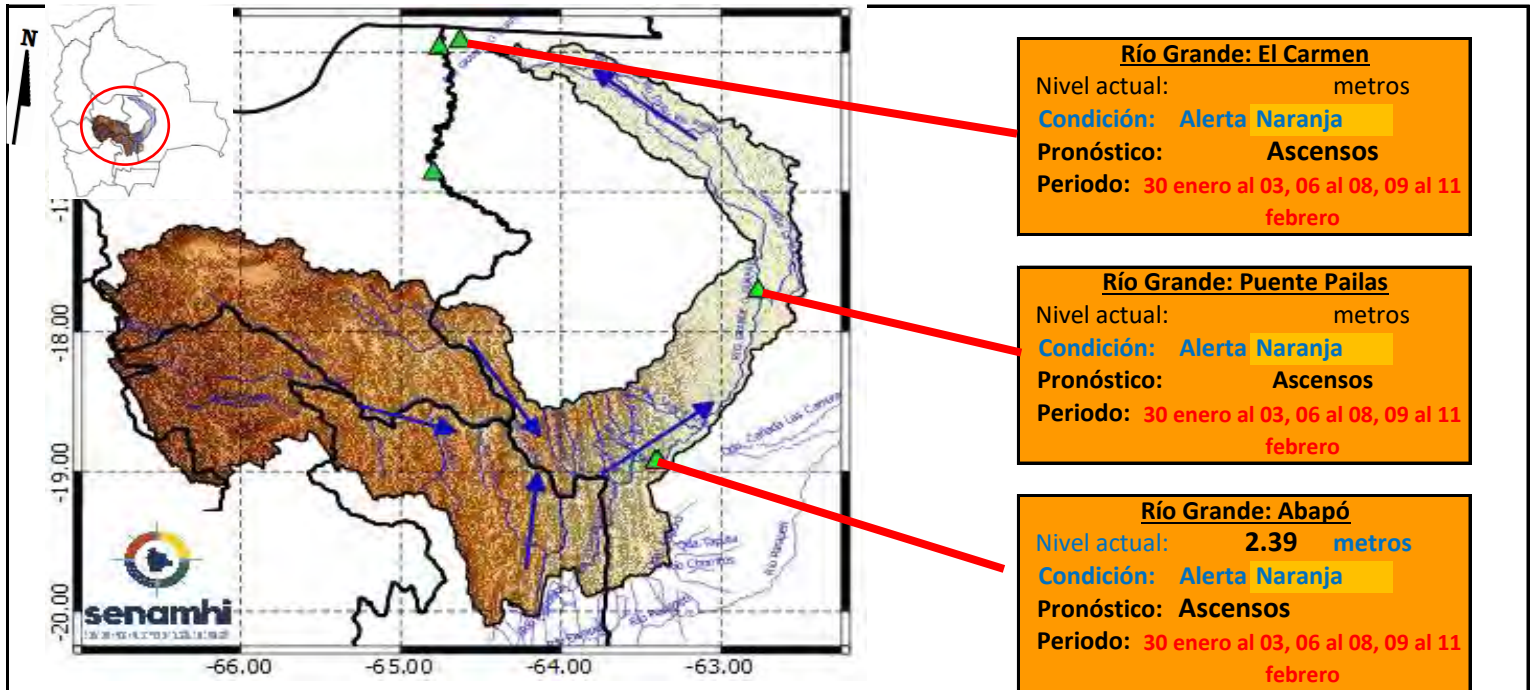 N
Río Grande: El Carmen
Nivel actual: metros
Condición: Alerta Naranja
Pronóstico: Ascensos
Periodo: 30 enero al 03, 06 al 08, 09 al 11
febrero
Río Grande: Puente Pailas
Nivel actual: metros
Condición: Alerta Naranja
Pronóstico: Ascensos
Periodo: 30 enero al 03, 06 al 08, 09 al 11
febrero
Río Grande: Abapó
Nivel actual: 2.39 metros
Condición: Alerta Naranja
Pronóstico: Ascensos
Periodo: 30 enero al 03, 06 al 08, 09 al 11
febrero
-18.00
-19.00
-20.00
-66.00 -65.00 -64.00 -63.00
Qda. Cañada Las
senamhi